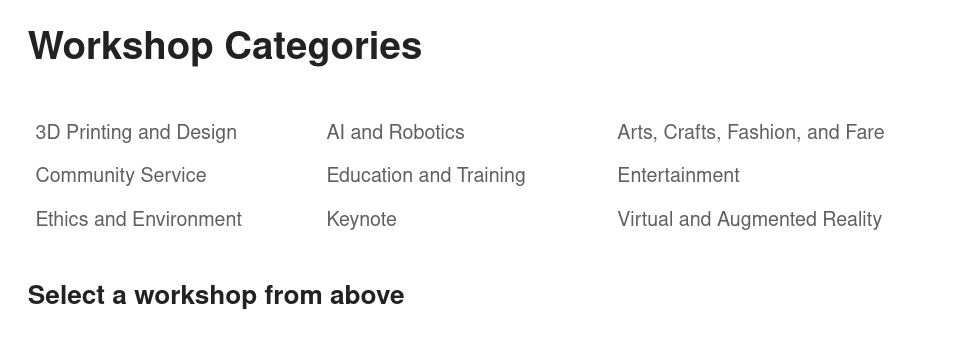 Workshop Categories
3D Printing and Design AI and Robotics Arts, Crafts, Fashion, and Fare
Community Service Education and Training Entertainment
Ethics and Environment Keynote Virtual and Augmented Reality
Select a workshop from above